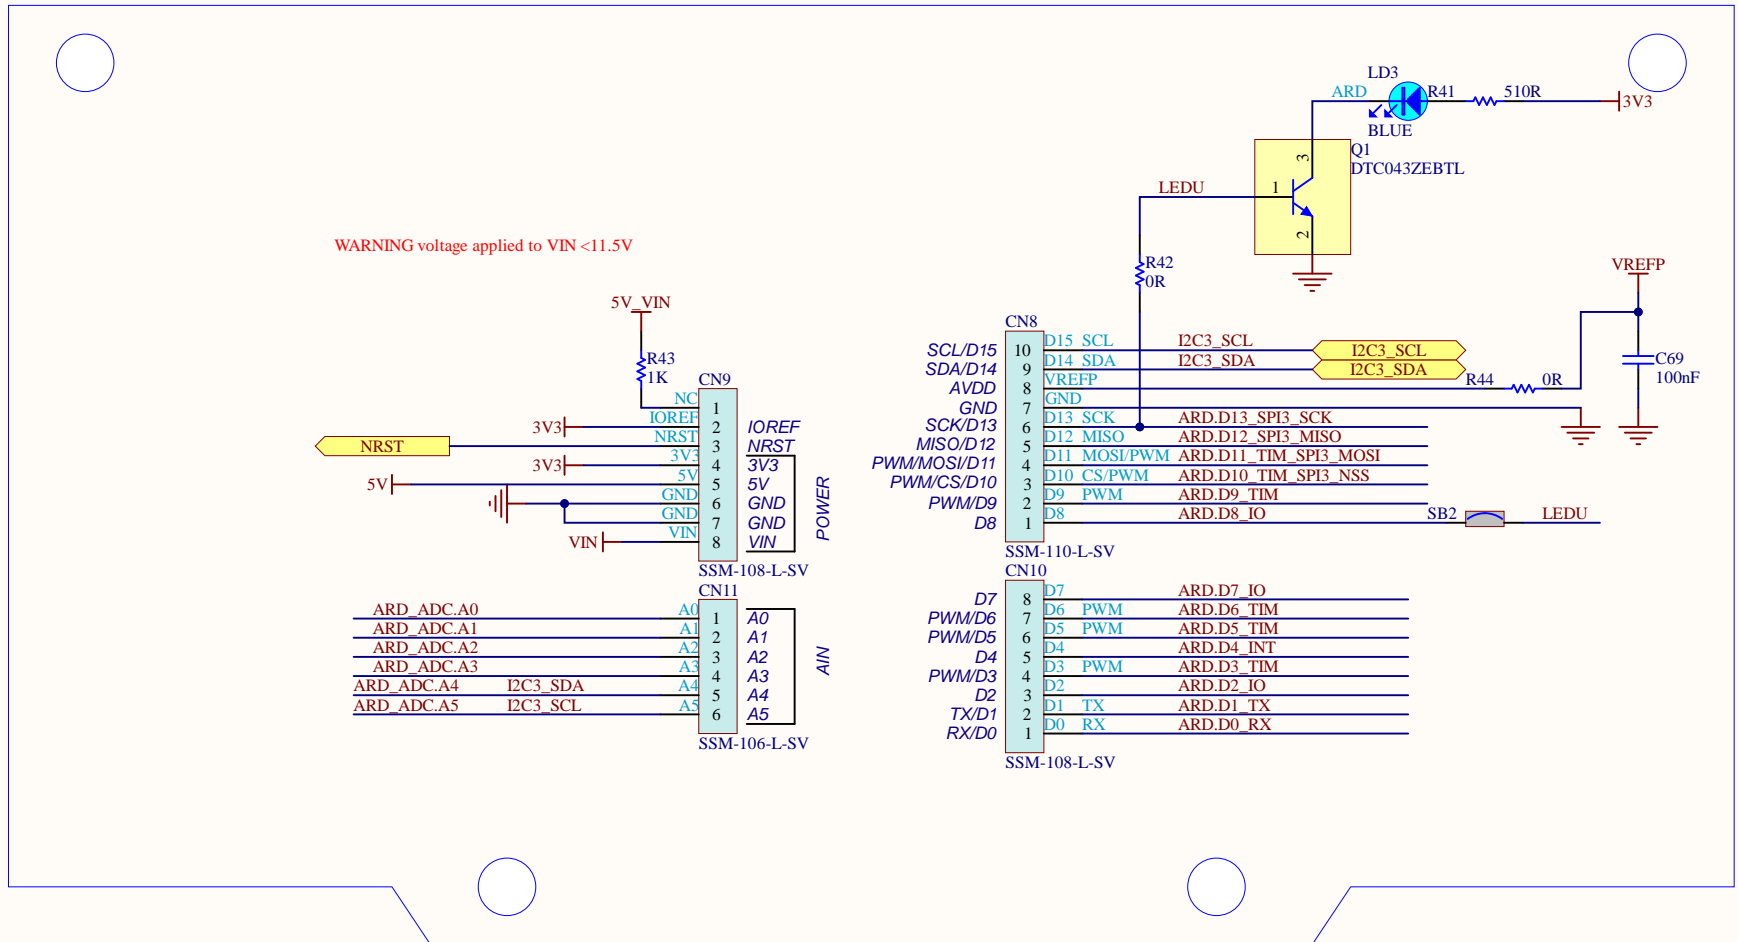 LD3
ARD
R41
510R
3V3
BLUE
Q1
DTC043ZEBTL
3
1
2
LEDU
R42
0R
WARNING voltage applied to VIN <11.5V
VREFP
C69
100nF
5V_VIN
R43
1K
CN9
NC 1
3V3 IOREF 2 IOREF
NRST NRST 3 NRST
3V3 3V3 4 3V3
5V 5V 5 5V
GND 6 GND
GND 7 GND
VIN VIN 8 VIN
POWER
SSM-108-L-SV
CN11
ARD_ADC.A0 A0 1 A0
ARD_ADC.A1 A1 2 A1
ARD_ADC.A2 A2 3 A2
ARD_ADC.A3 A3 4 A3
ARD_ADC.A4 I2C3_SDA A4 5 A4
ARD_ADC.A5 I2C3_SCL A5 6 A5
AIN
SSM-106-L-SV
CN8
SCL/D15 10 D15 SCL I2C3_SCL I2C3_SCL
SDA/D14 9 D14 SDA I2C3_SDA I2C3_SDA
AVDD 8 VREFP R44 0R
GND 7 GND
SCK/D13 6 D13 SCK ARD.D13_SPI3_SCK
MISO/D12 5 D12 MISO ARD.D12_SPI3_MISO
PWM/MOSI/D11 4 D11 MOSI/PWM ARD.D11_TIM_SPI3_MOSI
PWM/CS/D10 3 D10 CS/PWM ARD.D10_TIM_SPI3_NSS
PWM/D9 2 D9 PWM ARD.D9_TIM
D8 1 D8 ARD.D8_IO SB2 LEDU
SSM-110-L-SV
CN10
D7 8 D7 ARD.D7_IO
PWM/D6 7 D6 PWM ARD.D6_TIM
PWM/D5 6 D5 PWM ARD.D5_TIM
D4 5 D4 ARD.D4_INT
PWM/D3 4 D3 PWM ARD.D3_TIM
D2 3 D2 ARD.D2_IO
TX/D1 2 D1 TX ARD.D1_TX
RX/D0 1 D0 RX ARD.D0_RX
SSM-108-L-SV